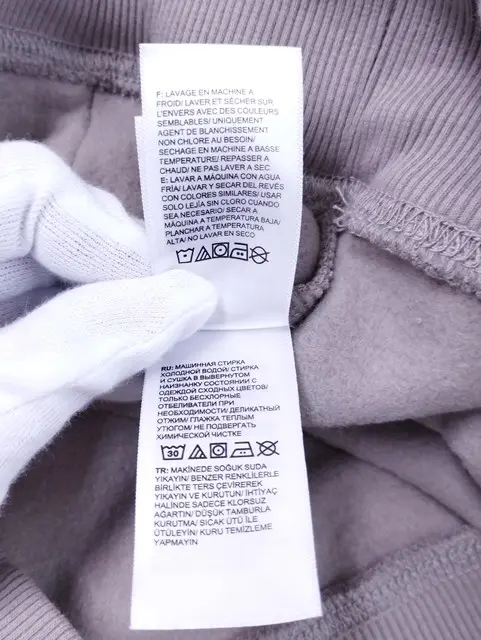 F: LAVAGE EN MACHINE A
FROID/ LAVER ET SÉCHER SUR
L'ENVERS AVEC DES COULEURS
SEMBLABLES/ UNIQUEMENT
AGENT DE BLANCHISSEMENT
NON CHLORE AU BESOIN/
SECHAGE EN MACHINE A BASSE
TEMPERATURE/ REPASSER A
CHAUD/ NE PAS LAVER A SEC
E: LAVAR A MÁQUINA CON AGUA
FRÍA/ LAVAR Y SECAR DEL REVÉS
CON COLORES SIMILARES/ USAR
SOLO LEJÍA SIN CLORO CUANDO
SEA NECESARIO/ SECAR A
MÁQUINA A TEMPERATURA BAJA/
PLANCHAR A TEMPERATURA
ALTA/ NO LAVAR EN SECO
RU: МАШИННАЯ СТИРКА
ХОЛОДНОЙ ВОДОЙ/ СТИРКА
И СУШКА В ВЫВЕРНУТОМ
НАИЗНАНКУ СОСТОЯНИИ С
ОДЕЖДОЙ СХОДНЫХ ЦВЕТОВ/
ТОЛЬКО БЕСХЛОРНЫЕ
ОТБЕЛИВАТЕЛИ ПРИ
НЕОБХОДИМОСТИ/ ДЕЛИКАТНЫЙ
ОТЖИМ/ ГЛАЖКА ТЕПЛЫМ
УТЮГОМ/ НЕ ПОДВЕРГАТЬ
ХИМИЧЕСКОЙ ЧИСТКЕ
30
TR: MAKİNEDE SOĞUK SUDA
YIKAYIN/ BENZER RENKLİLERLE
BİRLİKTE TERS ÇEVİREREK
YIKAYIN VE KURUTUN/ İHTİYAÇ
HALİNDE SADECE KLORSUZ
AĞARTIN/ DÜŞÜK TAMBURLA
KURUTMA/ SICAK ÜTÜ İLE
ÜTÜLEYİN/ KURU TEMİZLEME
YAPMAYIN